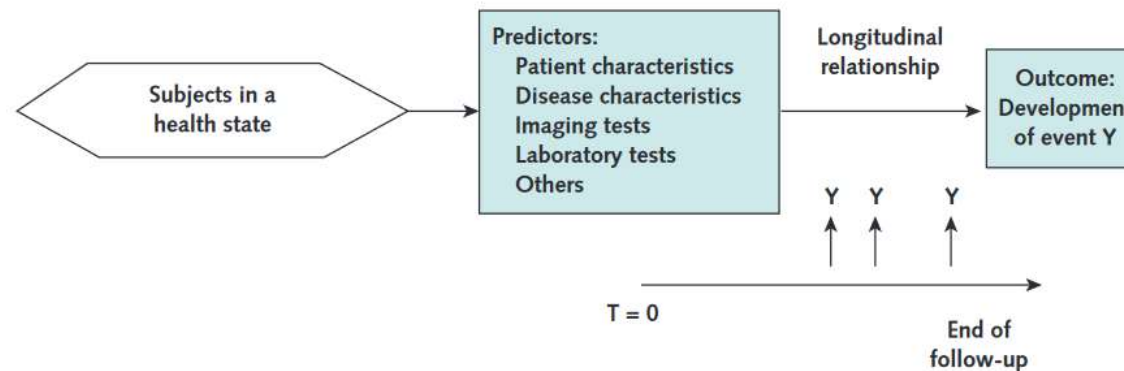 Subjects in a
health state
Predictors:
Patient characteristics
Disease characteristics
Imaging tests
Laboratory tests
Others
Longitudinal
relationship
Outcome:
Developmen
of event Y
Y Y Y
T = 0
End of
follow-up